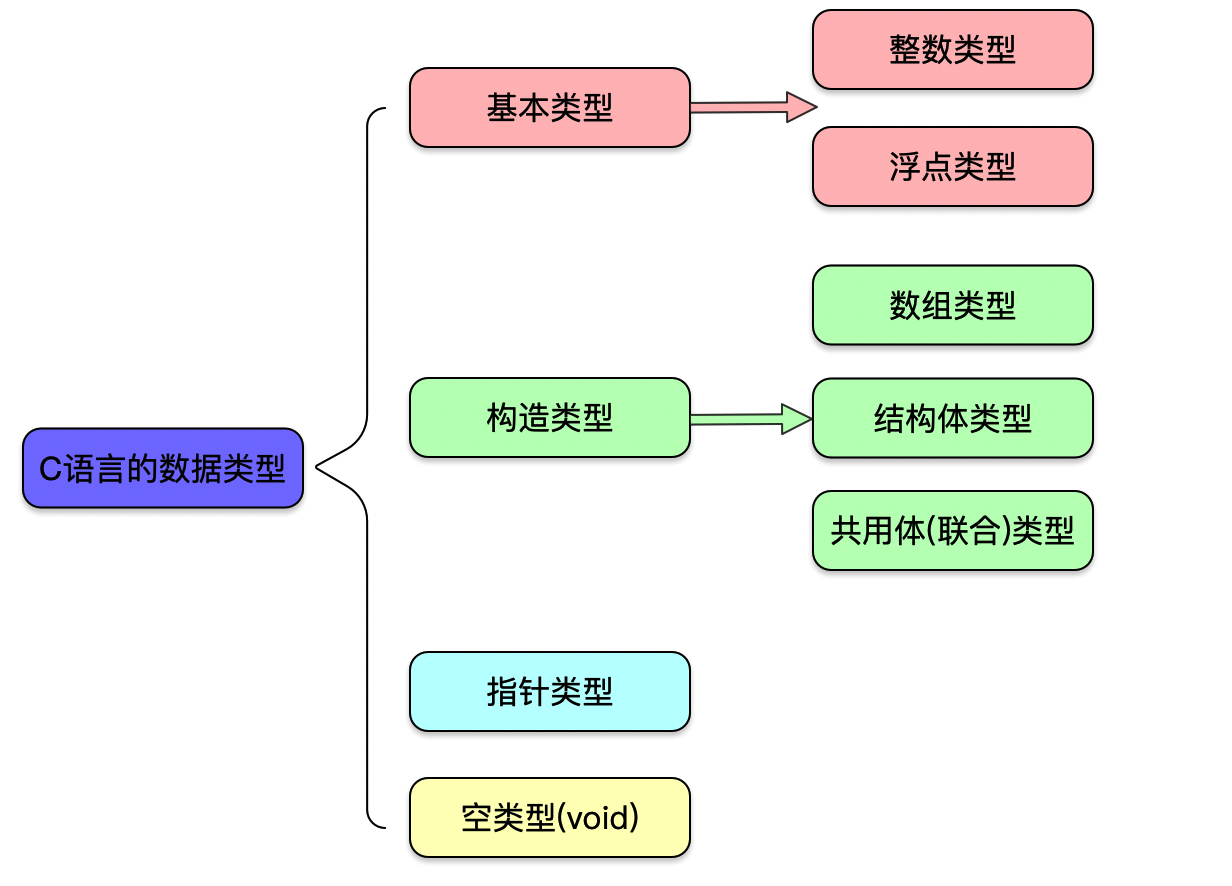 C语言的数据类型
基本类型
整数类型
浮点类型
构造类型
数组类型
结构体类型
共用体(联合)类型
指针类型
空类型(void)